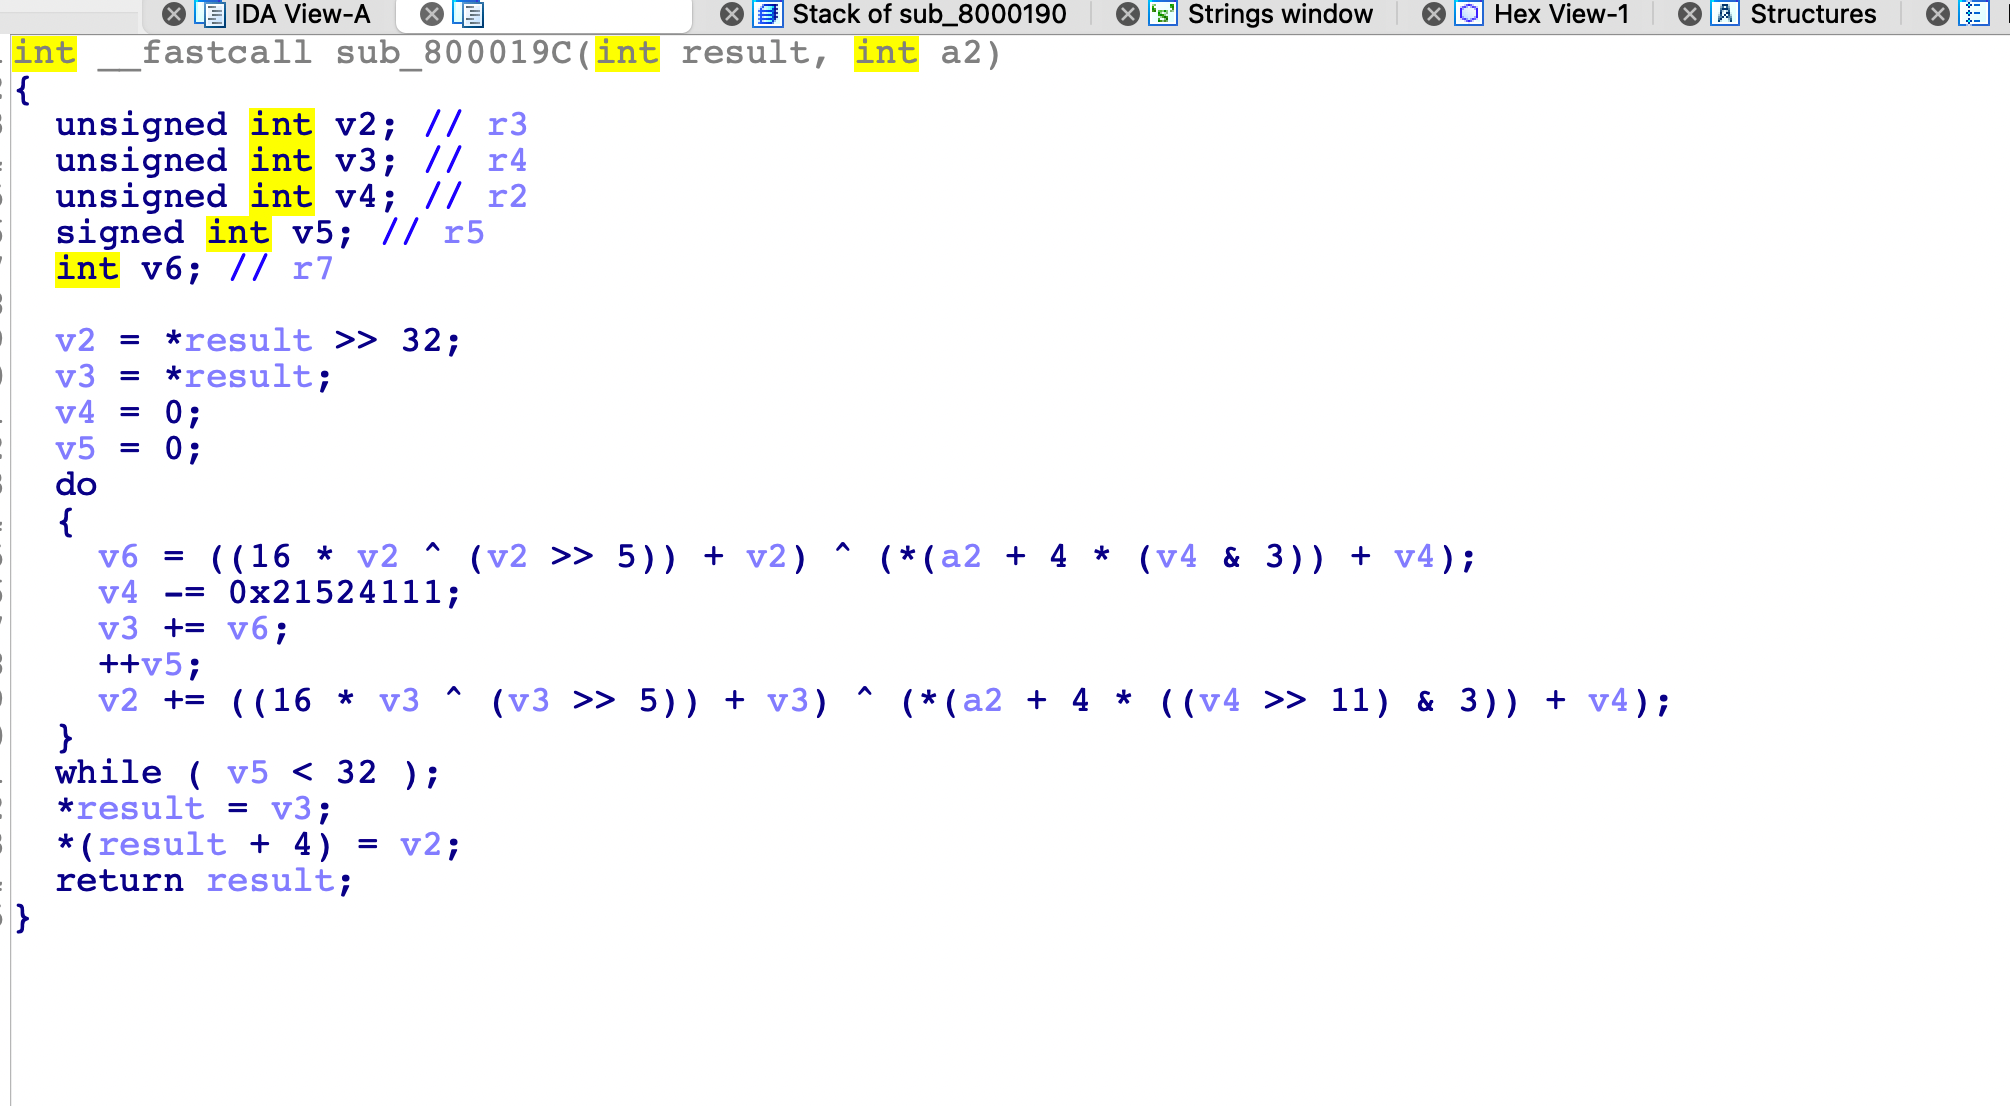 IDA View-A Stack of sub_8000190 Strings window Hex View-1 Structures
int __fastcall sub_800019C(int result, int a2)
{
unsigned int v2; // r3
unsigned int v3; // r4
unsigned int v4; // r2
signed int v5; // r5
int v6; // r7
v2 = *result >> 32;
v3 = *result;
v4 = 0;
v5 = 0;
do
{
v6 = ((16 * v2 ^ (v2 >> 5)) + v2) ^ (*(a2 + 4 * (v4 & 3)) + v4);
v4 -= 0x21524111;
v3 += v6;
++v5;
v2 += ((16 * v3 ^ (v3 >> 5)) + v3) ^ (*(a2 + 4 * ((v4 >> 11) & 3)) + v4);
}
while ( v5 < 32 );
*result = v3;
*(result + 4) = v2;
return result;
}